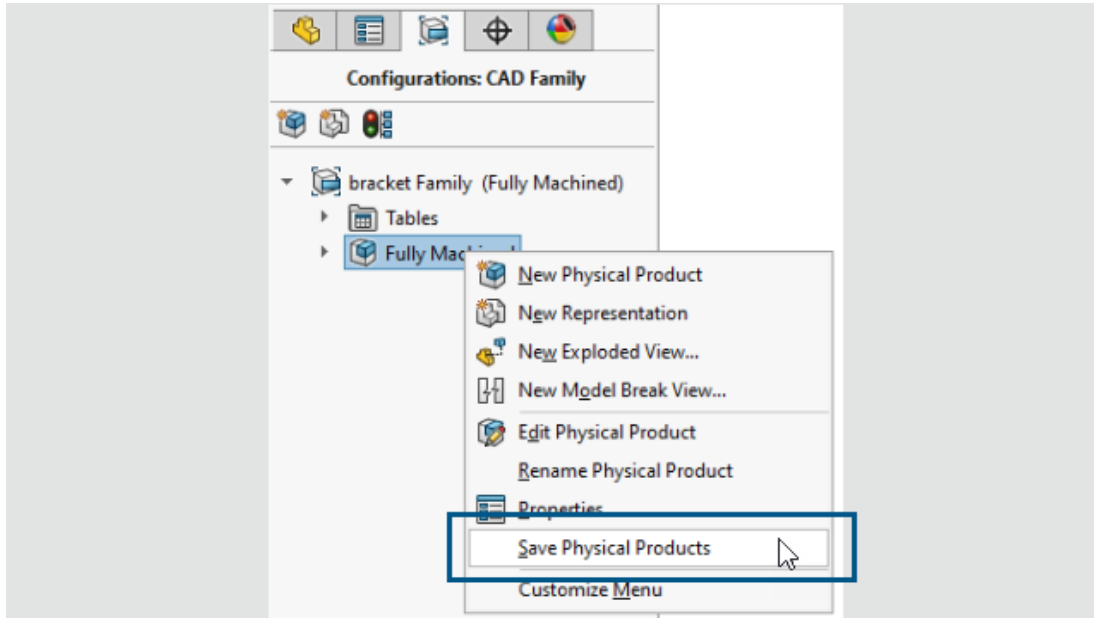 Configurations: CAD Family
bracket Family (Fully Machined)
Tables
Fully
New Physical Product
New Representation
New Exploded View...
New Model Break View...
Edit Physical Product
Rename Physical Product
Properties
Save Physical Products
Customize Menu